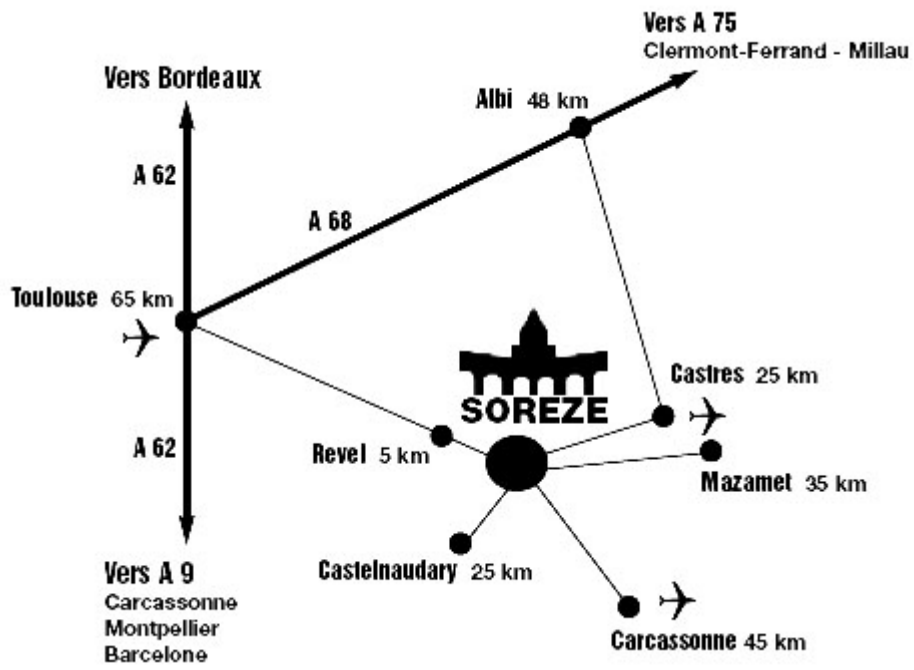 Vers A 75
Clermont-Ferrand - Millau
Vers Bordeaux
Albi 48 km
A 62
A 68
Toulouse 65 km
SOREZE
Castres 25 km
A 62
Revel 5 km
Mazamet 35 km
Castelnaudary 25 km
Vers A 9
Carcassonne
Montpellier
Barcelone
Carcassonne 45 km